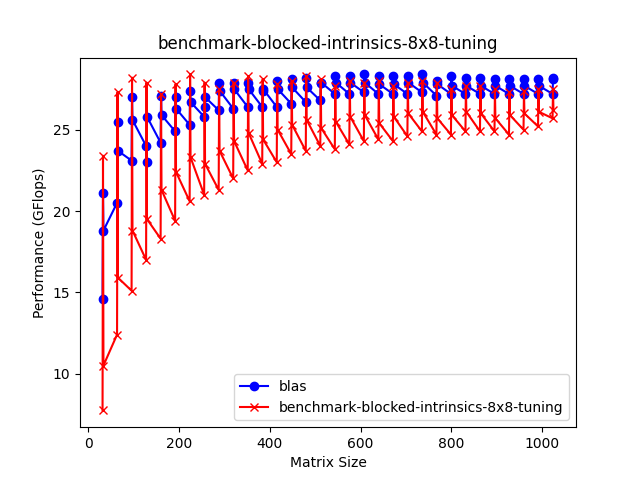 benchmark-blocked-intrinsics-8x8-tuning
Performance (GFlops)
25
20
15
10
0
200
400
600
800
1000
Matrix Size
blas
benchmark-blocked-intrinsics-8x8-tuning